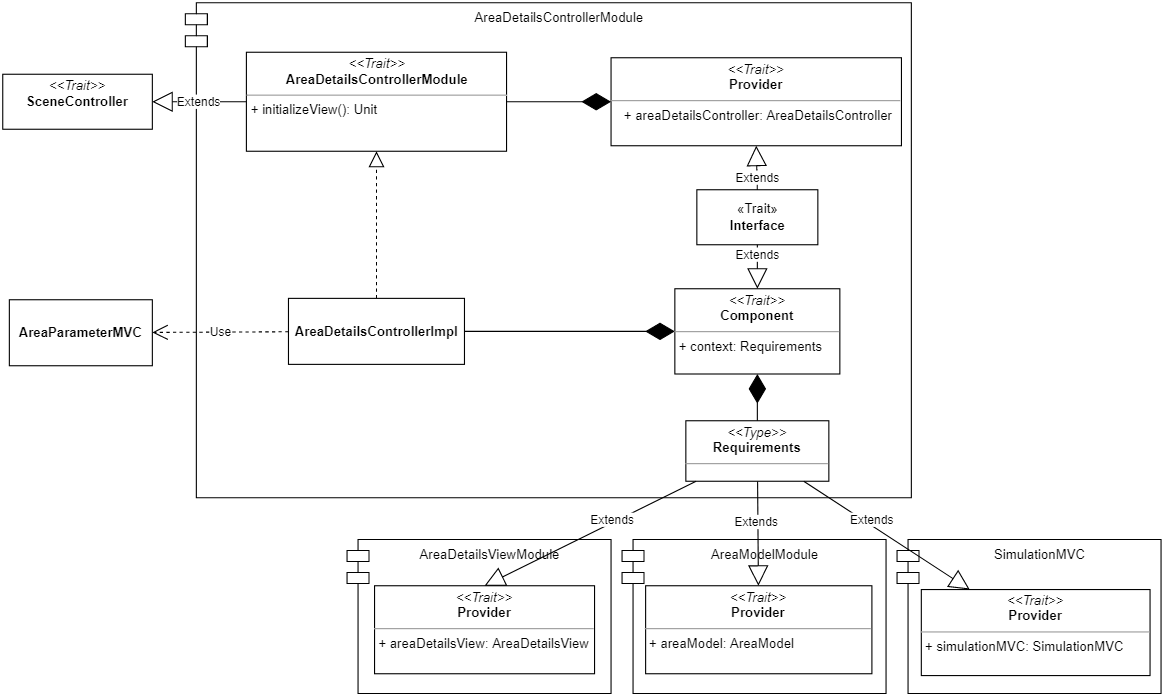 AreaDetailsControllerModule
<<Trait>>
SceneController
Extends
<<Trait>>
AreaDetailsControllerModule
+ initializeView(): Unit
<<Trait>>
Provider
+ areaDetailsController: AreaDetailsController
Extends
«Trait»
Interface
Extends
AreaParameterMVC
Use
AreaDetailsControllerImpl
<<Trait>>
Component
+ context: Requirements
<<Type>>
Requirements
Extends
Extends
Extends
AreaDetailsViewModule
<<Trait>>
Provider
+ areaDetailsView: AreaDetailsView
AreaModelModule
<<Trait>>
Provider
+ areaModel: AreaModel
SimulationMVC
<<Trait>>
Provider
+ simulationMVC: SimulationMVC